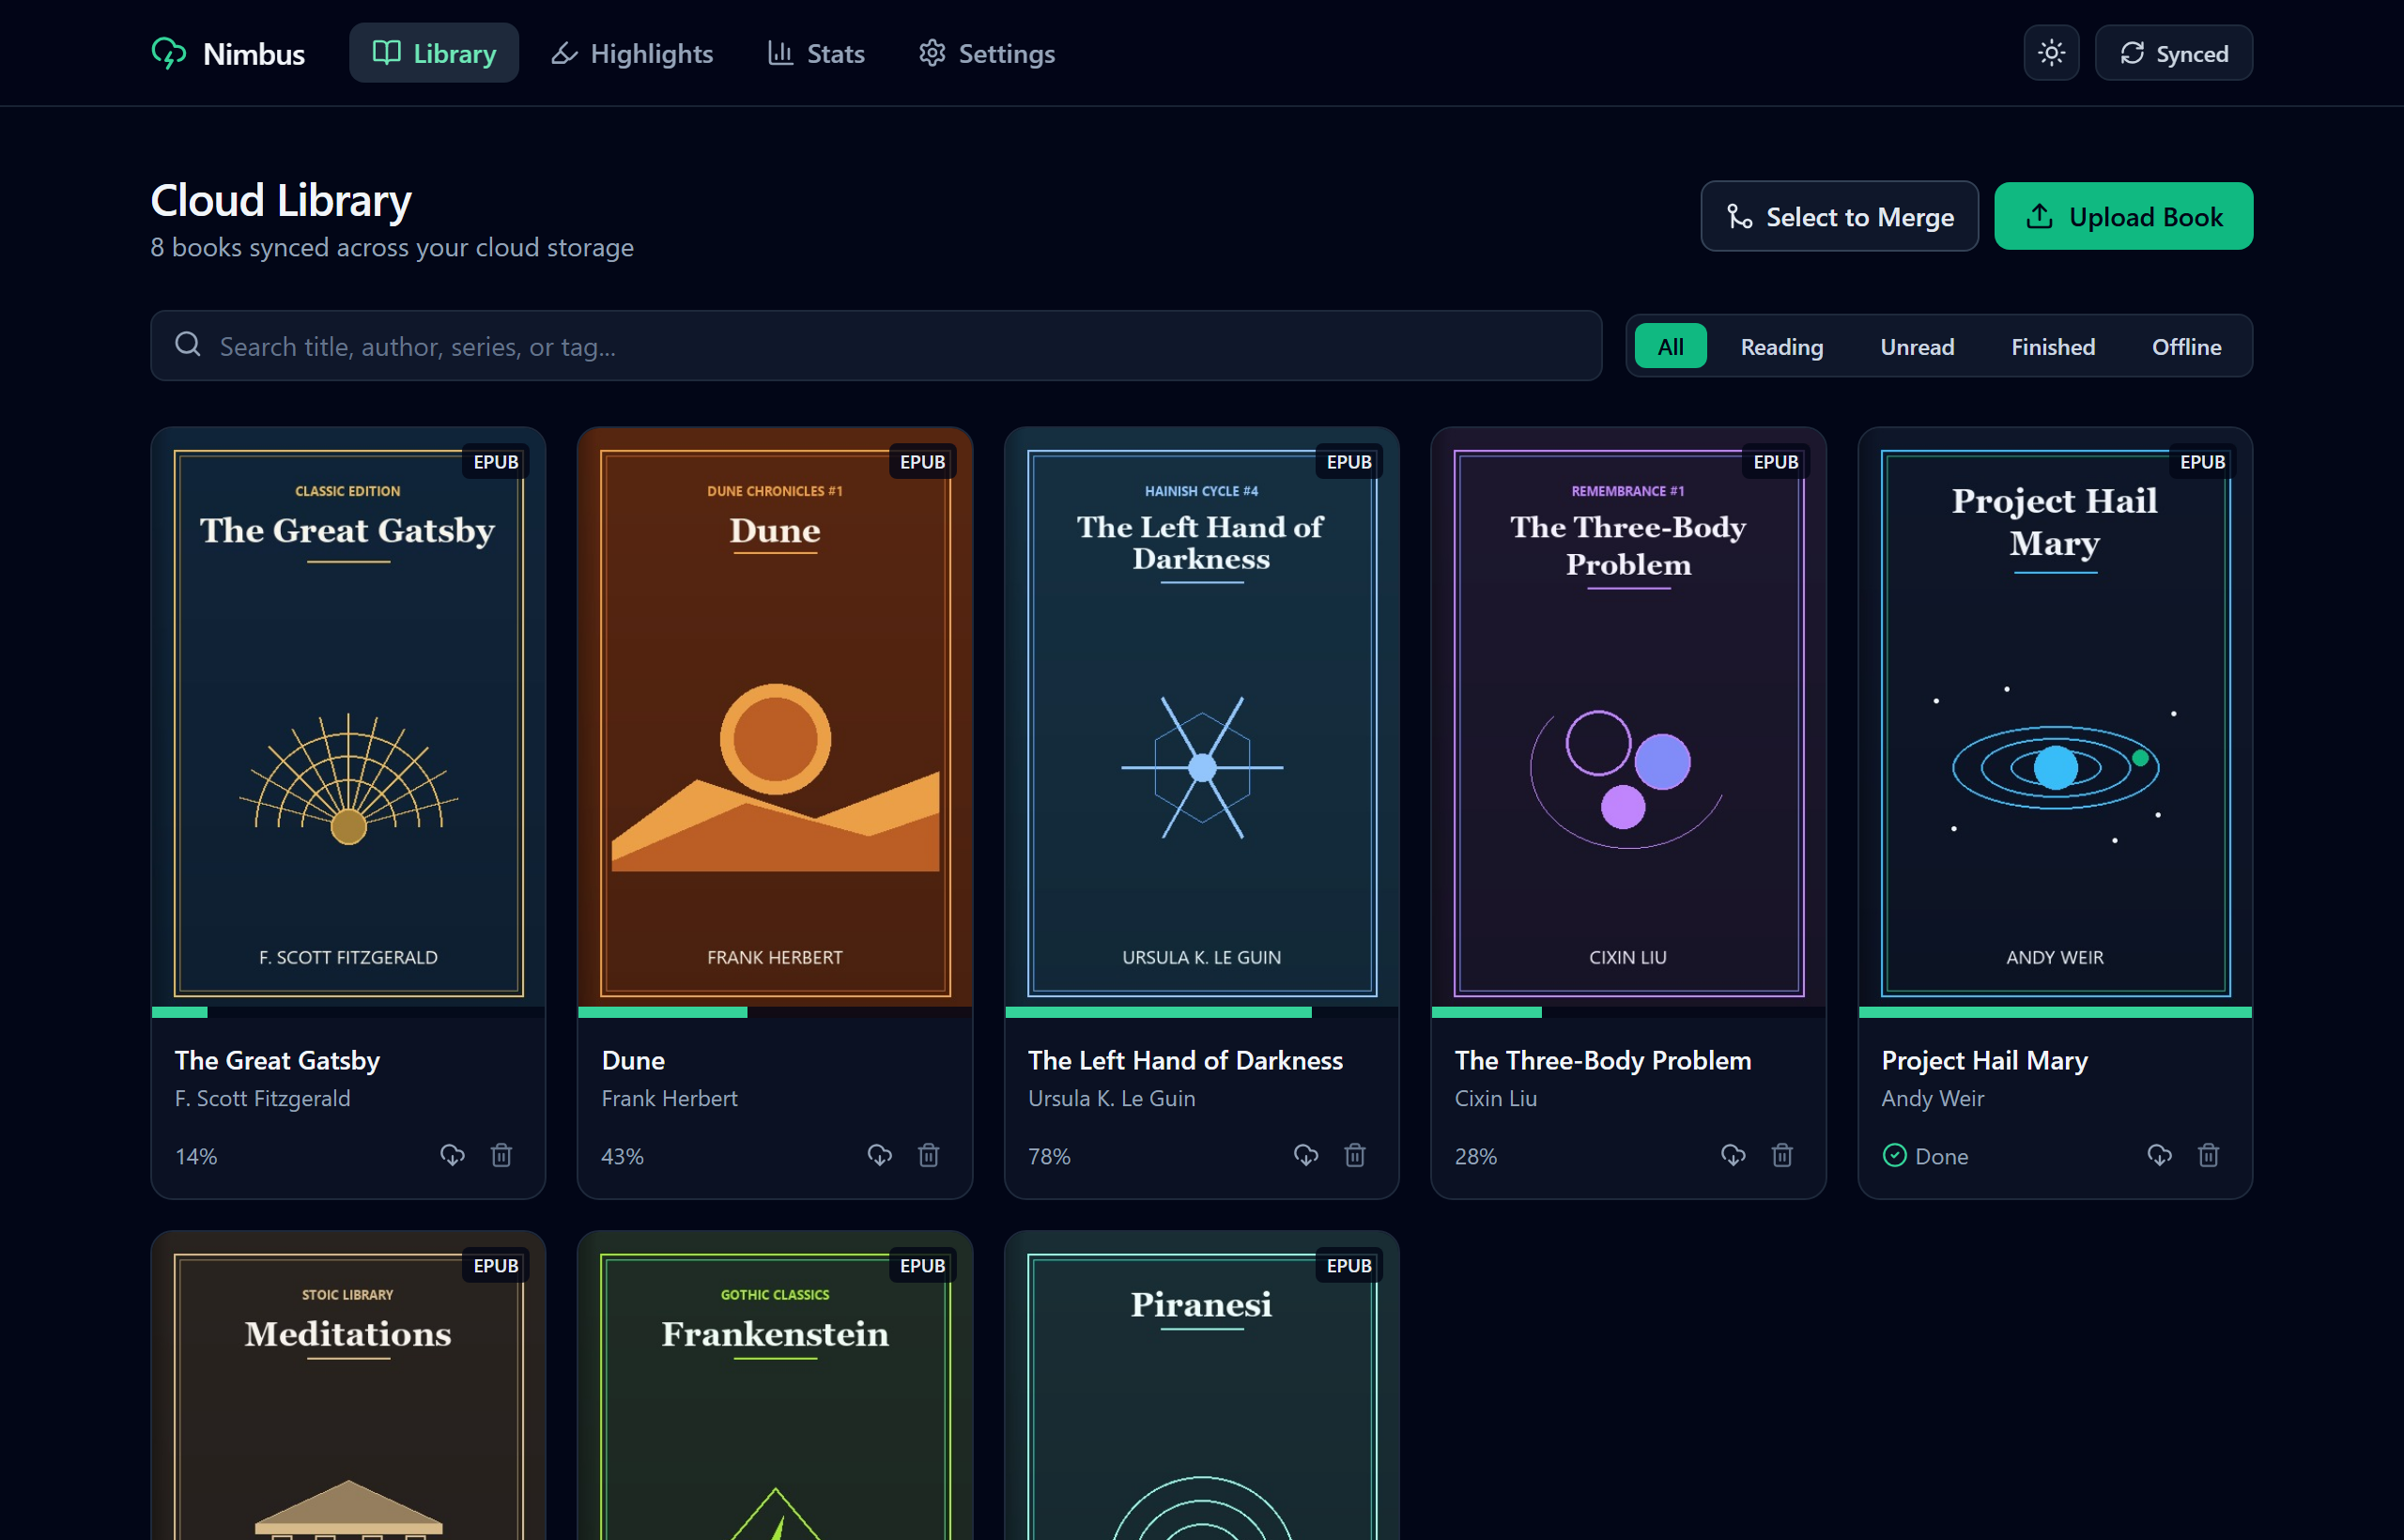 Nimbus
Library
Highlights
Stats
Settings
Synced
Cloud Library
8 books synced across your cloud storage
Select to Merge
Upload Book
Search title, author, series, or tag...
All
Reading
Unread
Finished
Offline
EPUB
CLASSIC EDITION
The Great Gatsby
F. SCOTT FITZGERALD
The Great Gatsby
F. Scott Fitzgerald
14%
EPUB
DUNE CHRONICLES #1
Dune
FRANK HERBERT
Dune
Frank Herbert
43%
EPUB
HAINISH CYCLE #4
The Left Hand of
Darkness
URSULA K. LE GUIN
The Left Hand of Darkness
Ursula K. Le Guin
78%
EPUB
REMEMBRANCE #1
The Three-Body
Problem
CIXIN LIU
The Three-Body Problem
Cixin Liu
28%
EPUB
Project Hail
Mary
ANDY WEIR
Project Hail Mary
Andy Weir
Done
EPUB
STOIC LIBRARY
Meditations
EPUB
GOTHIC CLASSICS
Frankenstein
EPUB
Piranesi